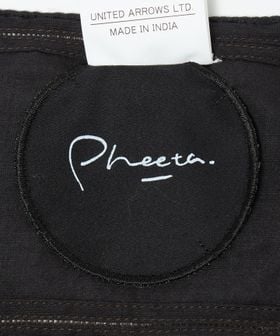 UNITED ARROWS LTD.
MADE IN INDIA
Pheeta.